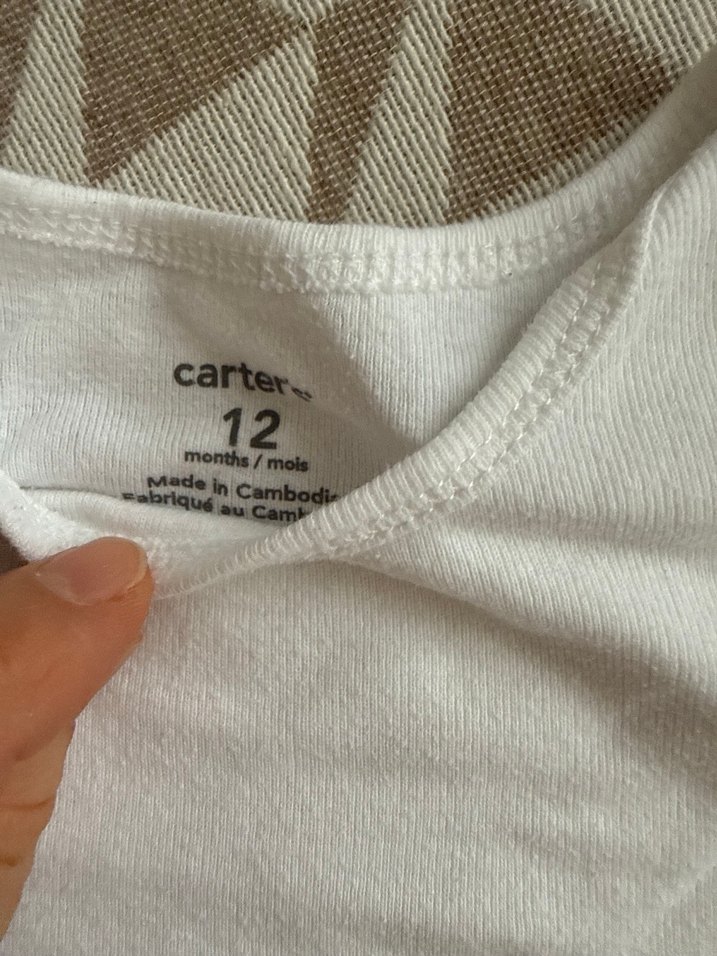 carter's
12
months / mois
Made in Cambodi
Fabriqué au Camb